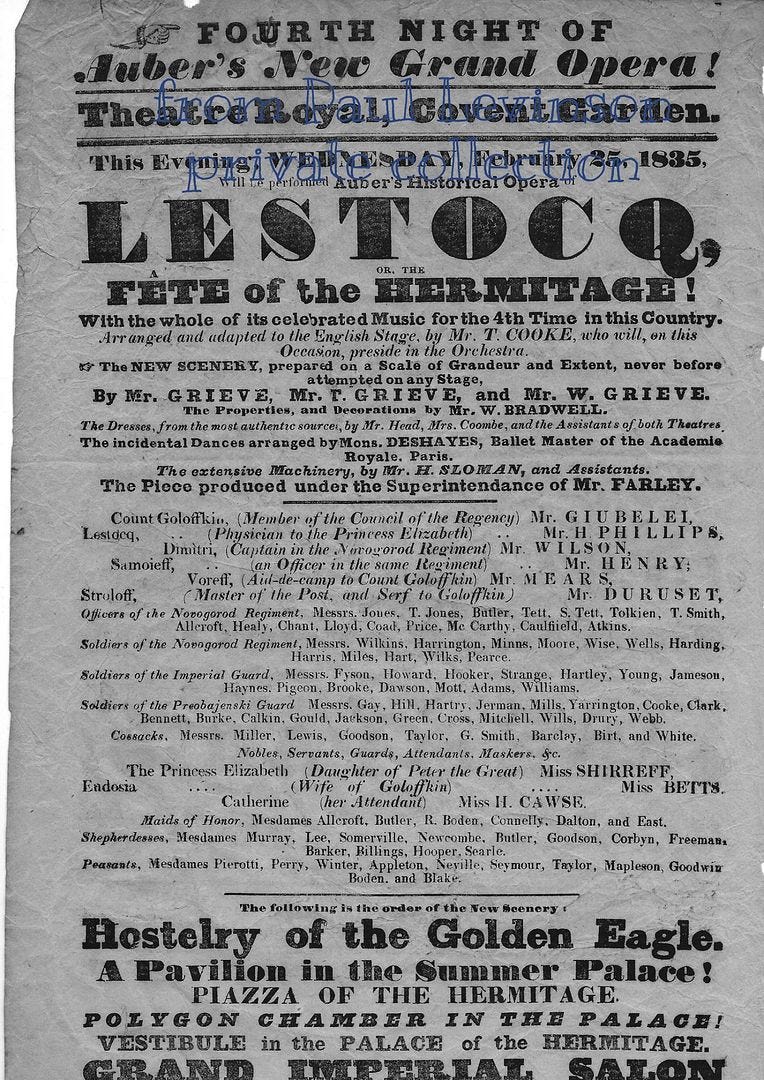 FOURTH NIGHT OF
Auber's New Grand Opera!
Theatre Royal, Covent Garden.
from Paul Levinson
private collection
This Evening, WEDNESDAY, February 25, 1835,
Will be performed Auber's Historical Opera of
LESTOCQ,
OR, THE
FÊTE of the HERMITAGE!
With the whole of its celebrated Music for the 4th Time in this Country.
Arranged and adapted to the English Stage, by Mr. T. COOKE, who will, on this
Occasion, preside in the Orchestra.
☞ The NEW SCENERY, prepared on a Scale of Grandeur and Extent, never before
attempted on any Stage,
By Mr. GRIEVE, Mr. T. GRIEVE, and Mr. W. GRIEVE.
The Properties, and Decorations by Mr. W. BRADWELL.
The Dresses, from the most authentic sources, by Mr. Head, Mrs. Coombe, and the Assistants of both Theatres.
The incidental Dances arranged by Mons. DESHAYES, Ballet Master of the Academie
Royale, Paris.
The extensive Machinery, by Mr. H. SLOMAN, and Assistants.
The Piece produced under the Superintendance of Mr. FARLEY.
Count Goloffkin, (Member of the Council of the Regency) Mr. GIUBELEI,
Lestocq, .. (Physician to the Princess Elizabeth) .. Mr. H. PHILLIPS,
Dimitri, (Captain in the Novogorod Regiment) Mr. WILSON,
Samoieff, .. (an Officer in the same Regiment) .. Mr. HENRY;
Voreff, (Aid-de-camp to Count Goloffkin) Mr. MEARS,
Stroloff, (Master of the Post, and Serf to Goloffkin) Mr. DURUSET,
Officers of the Novogorod Regiment, Messrs. Jones, T. Jones, Butler, Tett, S. Tett, Tolkien, T. Smith,
Allcroft, Healy, Chant, Lloyd, Coad, Price, Mc Carthy, Caulfiield, Atkins.
Soldiers of the Novogorod Regiment, Messrs. Wilkins, Harrington, Minns, Moore, Wise, Wells, Harding,
Harris, Miles, Hart, Wilks, Pearce.
Soldiers of the Imperial Guard, Messrs. Fyson, Howard, Hooker, Strange, Hartley, Young, Jameson,
Haynes, Pigeon, Brooke, Dawson, Mott, Adams, Williams.
Soldiers of the Preobajenski Guard Messrs. Gay, Hill, Hartry, Jerman, Mills, Yarrington, Cooke, Clark,
Bennett, Burke, Calkin, Gould, Jackson, Green, Cross, Mitchell, Wills, Drury, Webb.
Cossacks, Messrs. Miller, Lewis, Goodson, Taylor, G. Smith, Barclay, Birt, and White.
Nobles, Servants, Guards, Attendants, Maskers, &c.
The Princess Elizabeth (Daughter of Peter the Great) Miss SHIRREFF,
Eudosia .... (Wife of Goloffkin) .... Miss BETTS.
Catherine (her Attendant) Miss H. CAWSE.
Maids of Honor, Mesdames Allcroft, Butler, R. Boden, Connelly, Dalton, and East.
Shepherdesses, Mesdames Murray, Lee, Somerville, Newcombe, Butler, Goodson, Corbyn, Freeman,
Barker, Billings, Hooper, Searle.
Peasants, Mesdames Pierotti, Perry, Winter, Appleton, Neville, Seymour, Taylor, Mapleson, Goodwin
Boden, and Blake.
The following is the order of the New Scenery:
Hostelry of the Golden Eagle.
A Pavilion in the Summer Palace!
PIAZZA OF THE HERMITAGE.
POLYGON CHAMBER IN THE PALACE!
VESTIBULE in the PALACE of the HERMITAGE.
GRAND IMPERIAL SALON